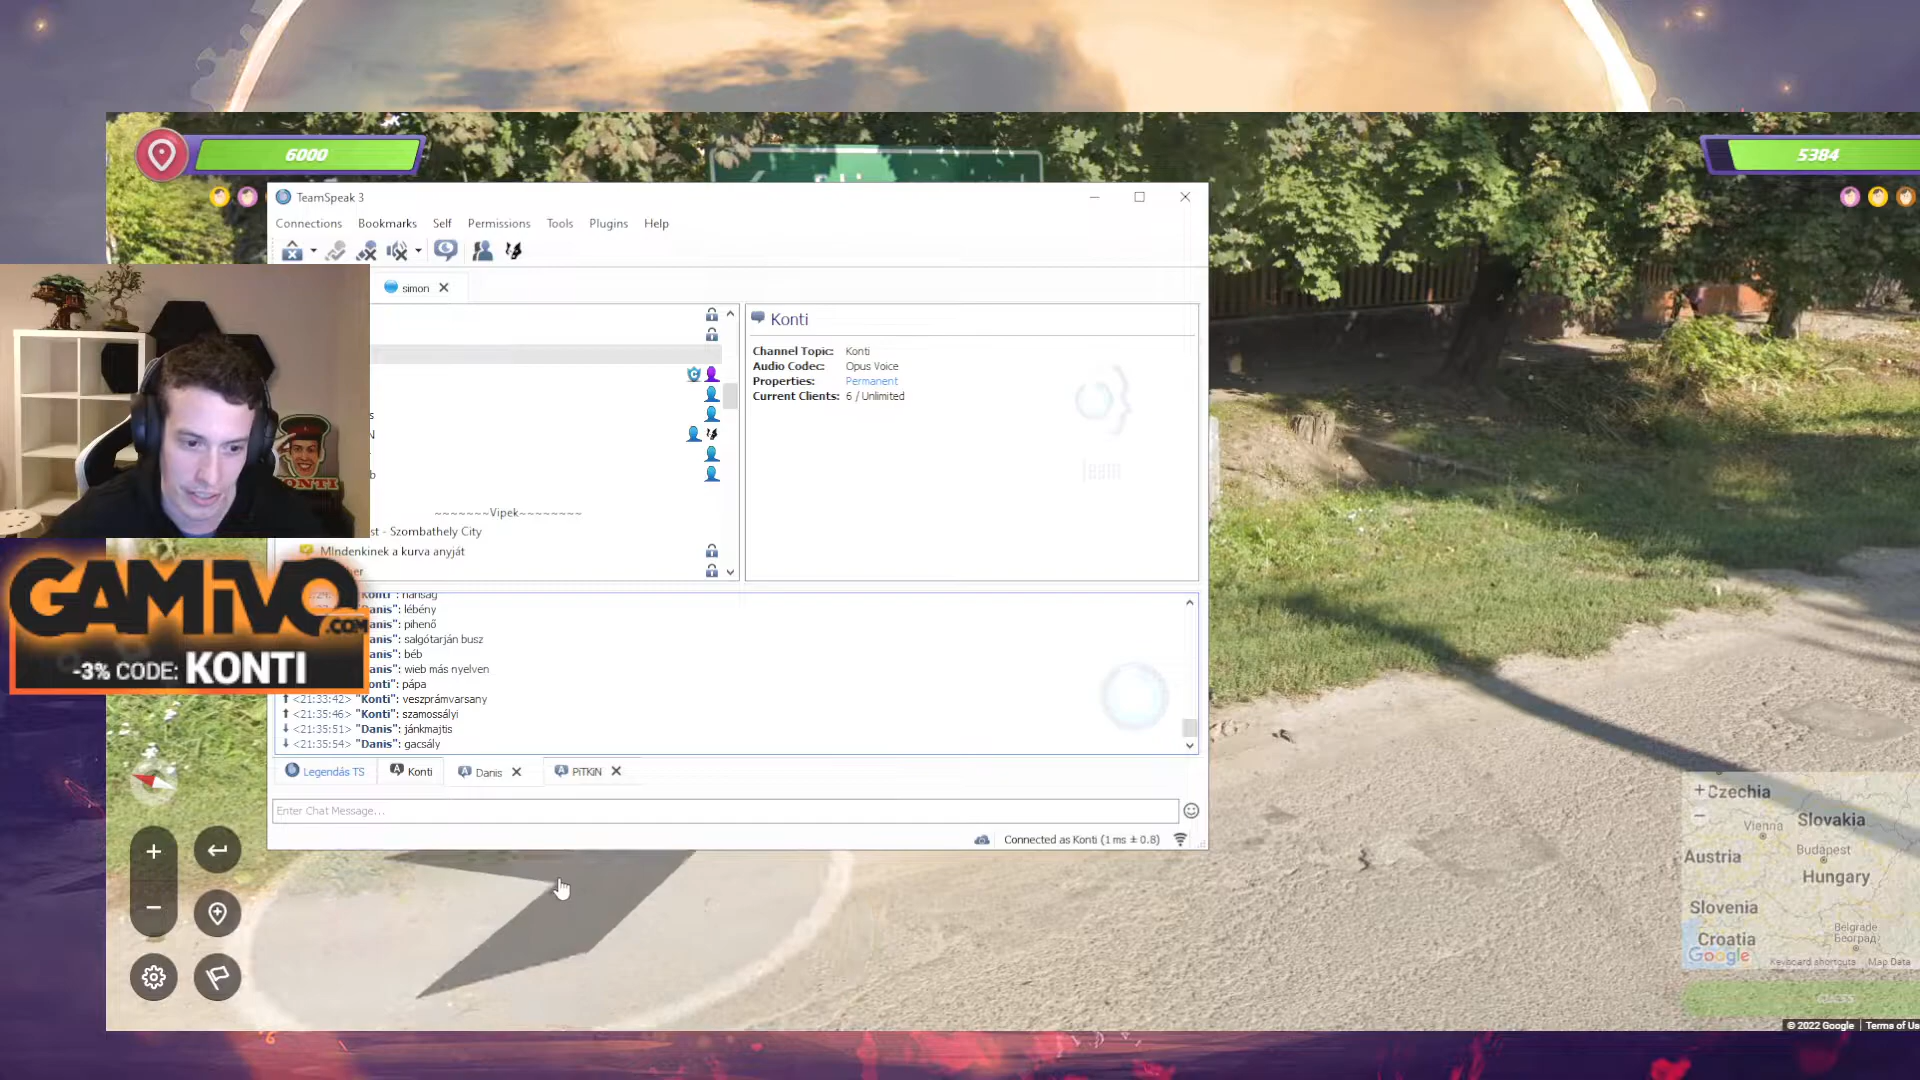 6000
5384
TeamSpeak 3
Connections Bookmarks Self Permissions Tools Plugins Help
simon
Konti
Channel Topic: Konti
Audio Codec: Opus Voice
Properties: Permanent
Current Clients: 6 / Unlimited
Team
KONTI
~~~~~~~Vipek~~~~~~~~
st - Szombathely City
MIndenkinek a kurva anyját
GAMiVO.COM
-3% CODE: KONTI
"Konti": hanság
anis": lébény
anis": pihenő
anis": salgótarján busz
anis": béb
anis": wieb más nyelven
onti": pápa
<21:33:42> "Konti": veszprémvarsany
<21:35:46> "Konti": szamossályi
<21:35:51> "Danis": jánkmajtis
<21:35:54> "Danis": gacsály
Legendás TS Konti Danis PiTKiN
Enter Chat Message...
Connected as Konti (1 ms ± 0.8)
Czechia
Slovakia
Vienna
Budapest
Austria
Hungary
Slovenia
Croatia
Belgrade
Београд
Google
Keyboard shortcuts Map Data
© 2022 Google Terms of Us